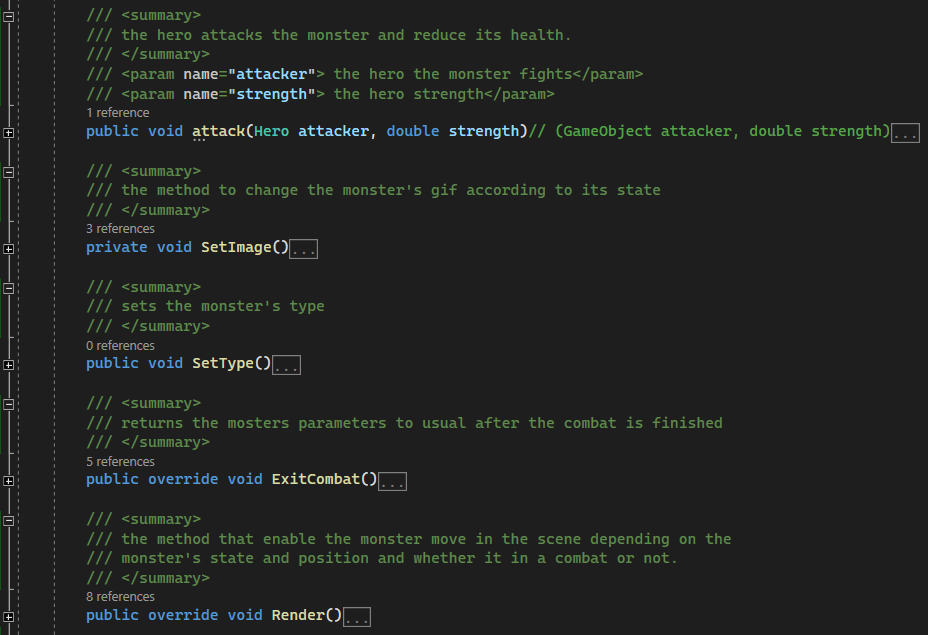 /// <summary>
/// the hero attacks the monster and reduce its health.
/// </summary>
/// <param name="attacker"> the hero the monster fights</param>
/// <param name="strength"> the hero strength</param>
1 reference
public void attack(Hero attacker, double strength)// (GameObject attacker, double strength)...
/// <summary>
/// the method to change the monster's gif according to its state
/// </summary>
3 references
private void SetImage()...
/// <summary>
/// sets the monster's type
/// </summary>
0 references
public void SetType()...
/// <summary>
/// returns the mosters parameters to usual after the combat is finished
/// </summary>
5 references
public override void ExitCombat()...
/// <summary>
/// the method that enable the monster move in the scene depending on the
/// monster's state and position and whether it in a combat or not.
/// </summary>
8 references
public override void Render()...